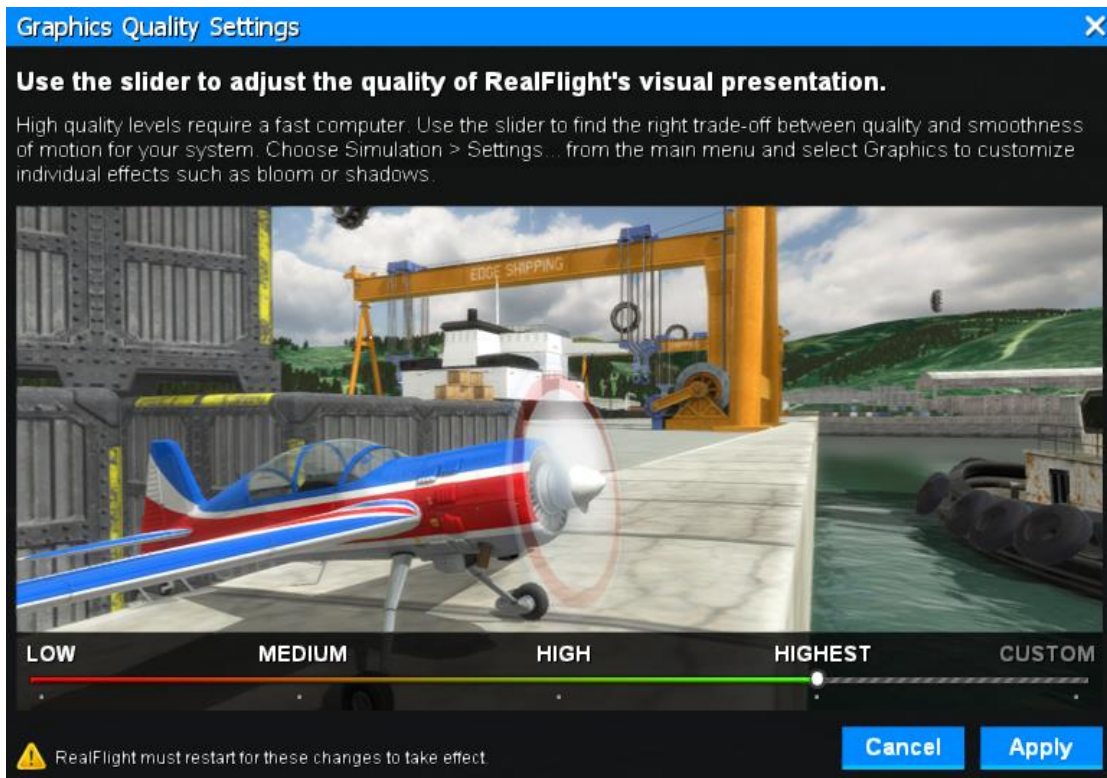 Graphics Quality Settings
Use the slider to adjust the quality of RealFlight's visual presentation.
High quality levels require a fast computer. Use the slider to find the right trade-off between quality and smoothness
of motion for your system. Choose Simulation > Settings... from the main menu and select Graphics to customize
individual effects such as bloom or shadows.
EDGE SHIPPING
LOW MEDIUM HIGH HIGHEST CUSTOM
RealFlight must restart for these changes to take effect.
Cancel Apply